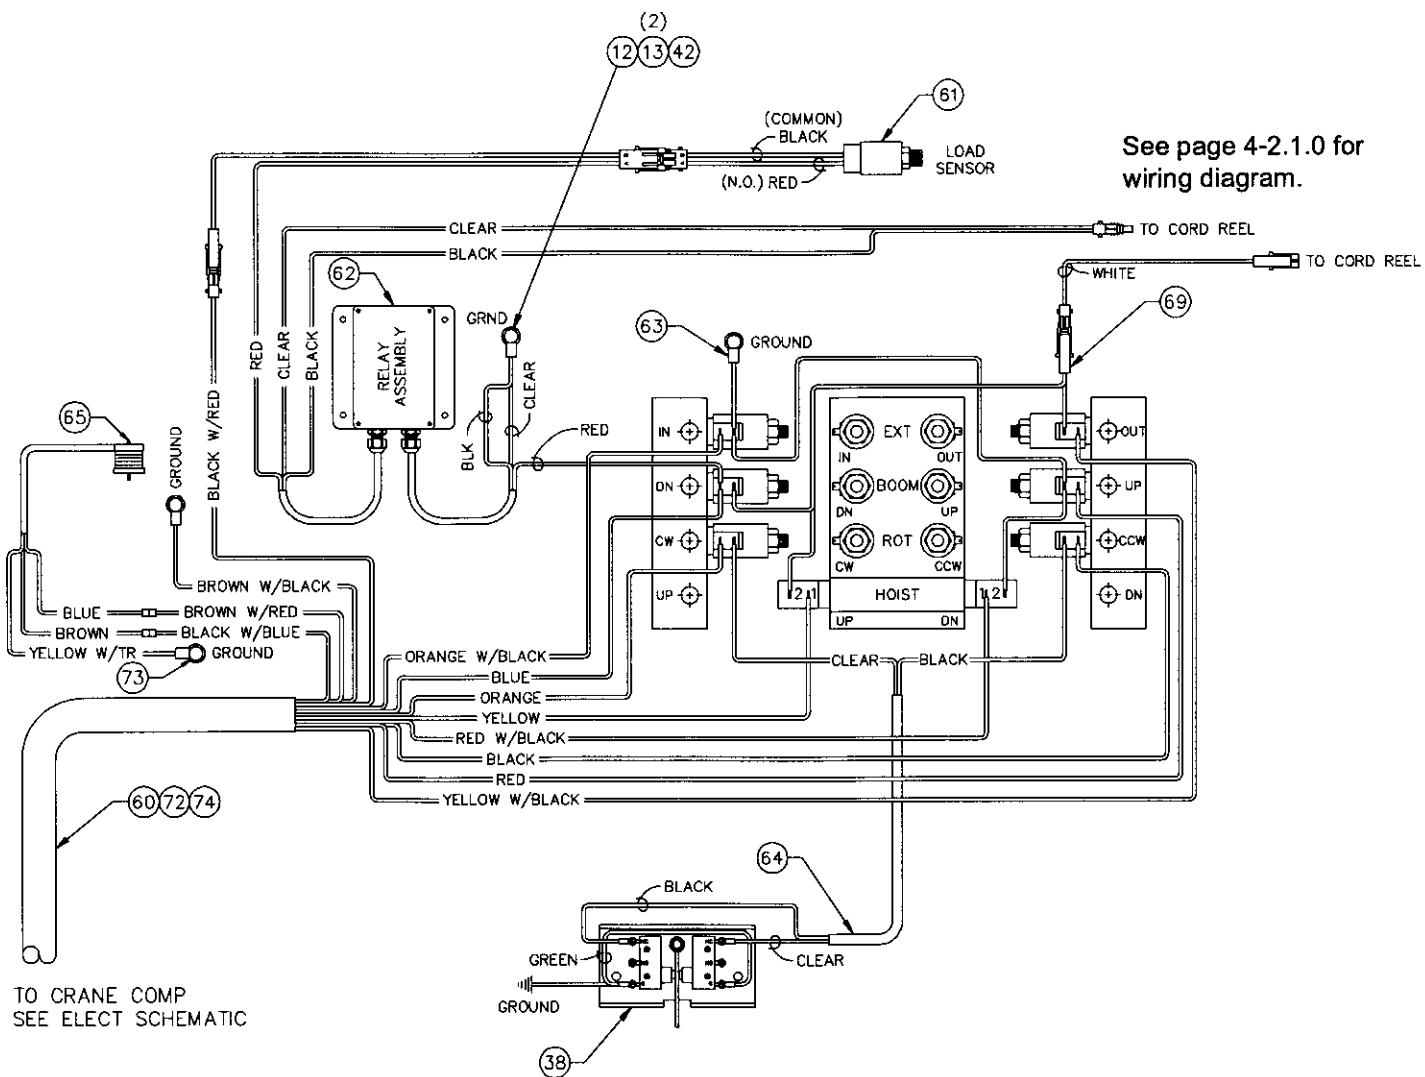 (2)
12 13 42
61
(COMMON)
BLACK
LOAD
SENSOR
(N.O.) RED
See page 4-2.1.0 for
wiring diagram.
CLEAR
TO CORD REEL
BLACK
TO CORD REEL
WHITE
62
GRND
63
GROUND
69
RED
CLEAR
BLACK
BLACK W/RED
RELAY
ASSEMBLY
CLEAR
BLK
RED
65
GROUND
IN
EXT
IN
OUT
OUT
DN
BOOM
DN
UP
UP
CW
ROT
CW
CCW
CCW
UP
2 1
HOIST
1 2
DN
UP
DN
BROWN W/BLACK
BLUE
BROWN W/RED
BROWN
BLACK W/BLUE
YELLOW W/TR
GROUND
73
ORANGE W/BLACK
CLEAR
BLACK
BLUE
ORANGE
YELLOW
RED W/BLACK
BLACK
RED
YELLOW W/BLACK
60 72 74
64
BLACK
GREEN
CLEAR
GROUND
TO CRANE COMP
SEE ELECT SCHEMATIC
38